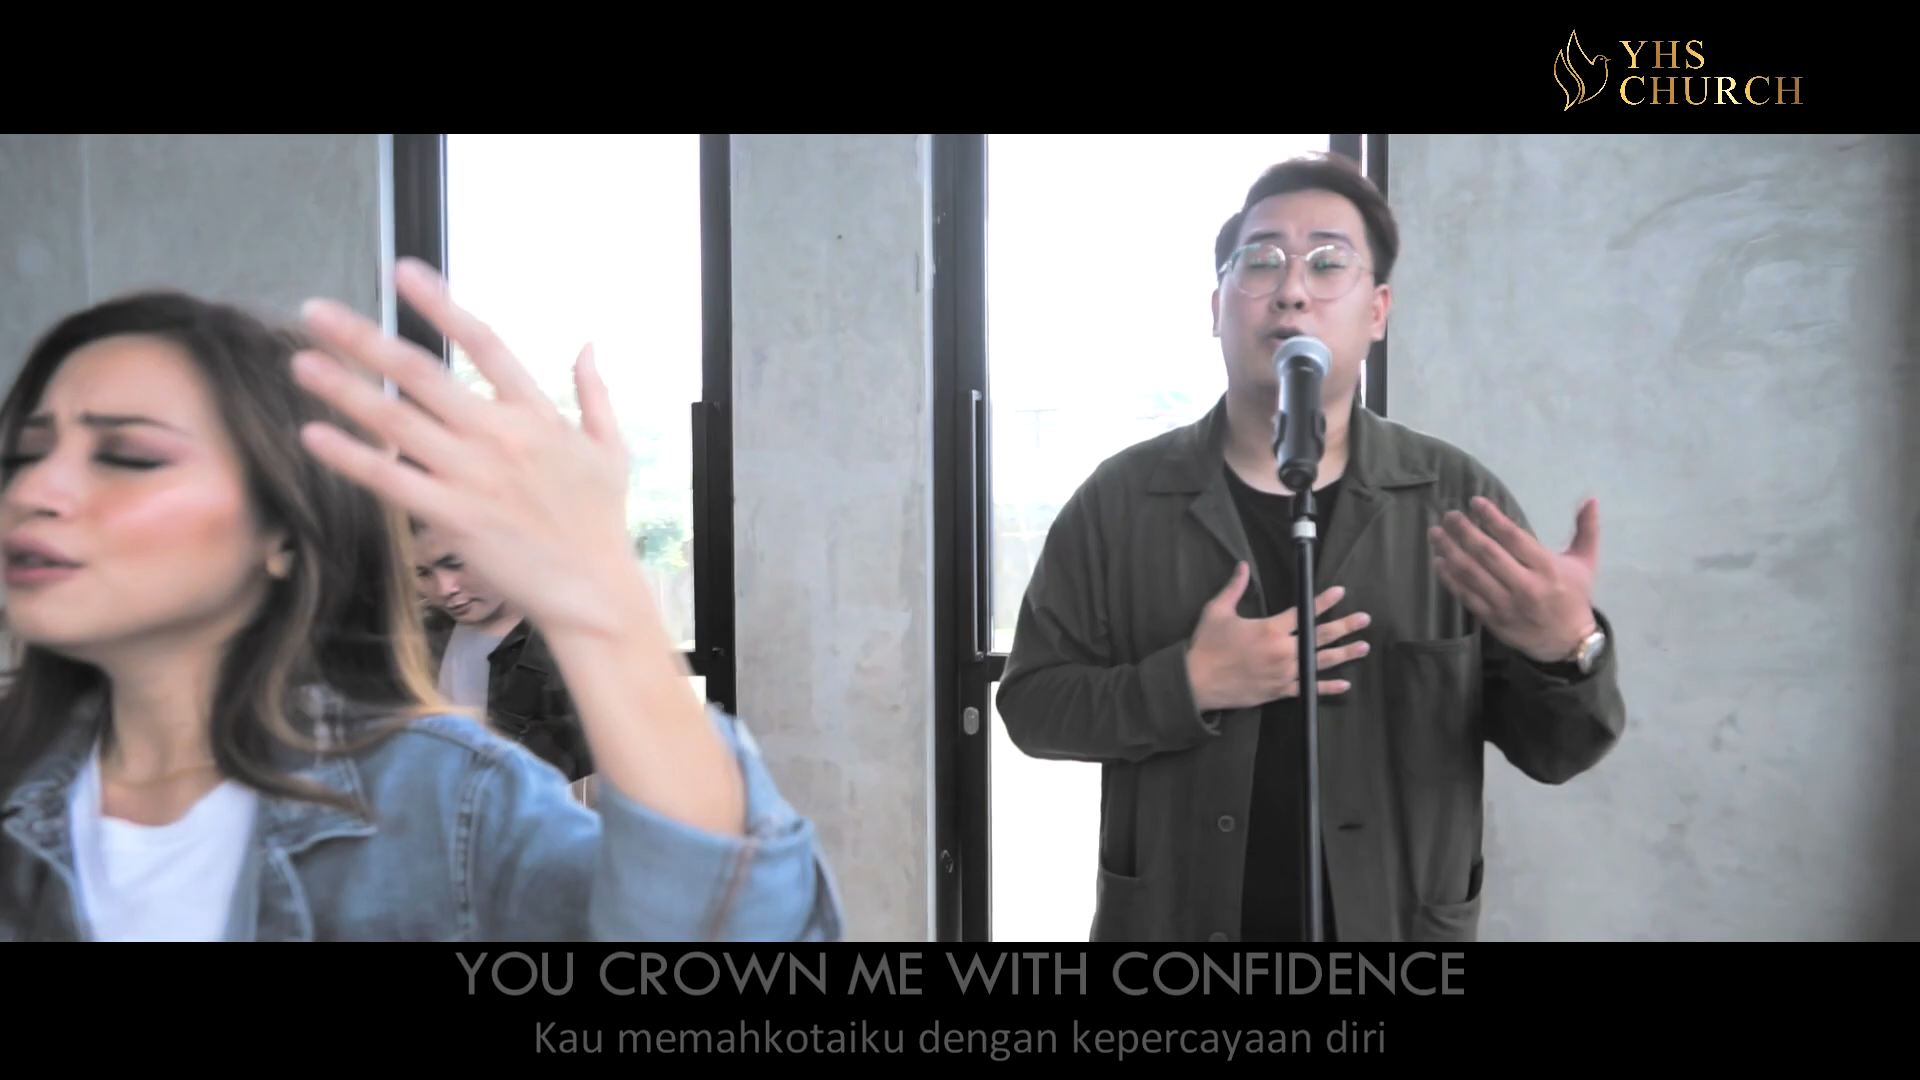 YHS
CHURCH
YOU CROWN ME WITH CONFIDENCE
Kau memahkotaiku dengan kepercayaan diri